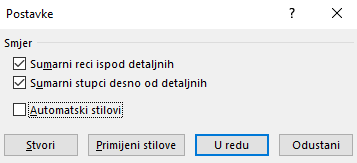 Postavke ?
Smjer
Sumarni reci ispod detaljnih
Sumarni stupci desno od detaljnih
Automatski stilovi
Stvori Primijeni stilove U redu Odustani